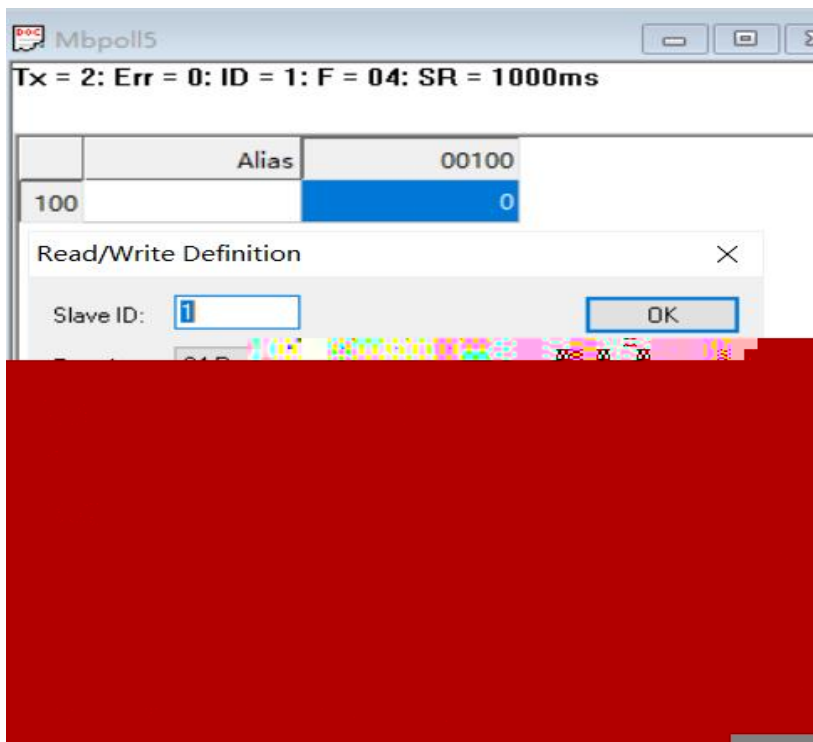 Mbpoll5
Tx = 2: Err = 0: ID = 1: F = 04: SR = 1000ms
Alias 00100
100 0
Read/Write Definition
Slave ID: 1 OK